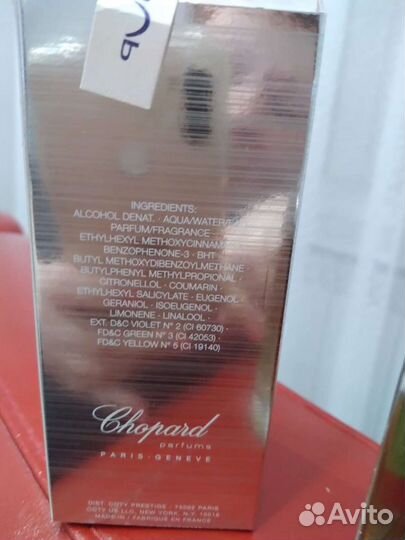 INGREDIENTS:
ALCOHOL DENAT. · AQUA/WATER/
PARFUM/FRAGRANCE ·
ETHYLHEXYL METHOXYCINNAM
BENZOPHENONE-3 · BHT ·
BUTYL METHOXYDIBENZOYLMETHANE
BUTYLPHENYL METHYLPROPIONAL ·
CITRONELLOL · COUMARIN ·
ETHYLHEXYL SALICYLATE · EUGENOL ·
GERANIOL · ISOEUGENOL ·
LIMONENE · LINALOOL ·
EXT. D&C VIOLET N° 2 (CI 60730) ·
FD&C GREEN N° 3 (CI 42053) ·
FD&C YELLOW N° 5 (CI 19140)
Chopard
parfums
PARIS - GENEVE
DIST. COTY PRESTIGE - 75008 PARIS
COTY US LLC, NEW YORK, N.Y. 10016
MADE IN / FABRIQUÉ EN FRANCE
Avito